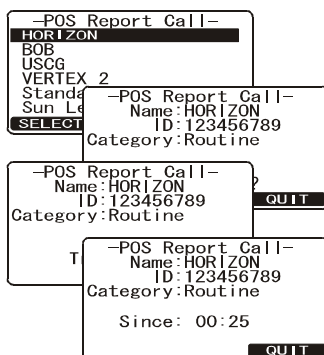 —POS Report Call—
HORIZON
BOB
USCG
VERTEX 2
Standa
Sun Le
SELECT
—POS Report Call—
Name:HORIZON
ID:123456789
Category:Routine
?
QUIT
—POS Report Call—
Name:HORIZON
ID:123456789
Category:Routine
T
—POS Report Call—
Name:HORIZON
ID:123456789
Category:Routine
Since: 00:25
QUIT